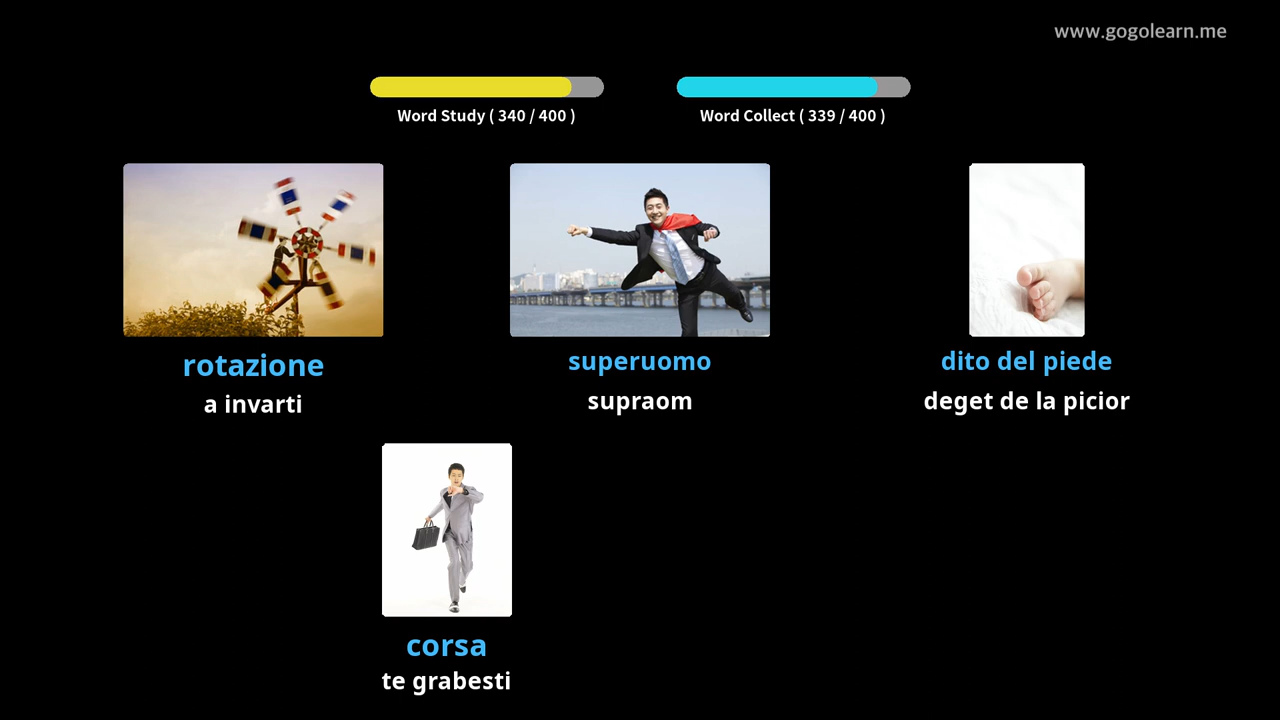 www.gogolearn.me
Word Study ( 340 / 400 )
Word Collect ( 339 / 400 )
rotazione
a invarti
superuomo
supraom
dito del piede
deget de la picior
corsa
te grabesti